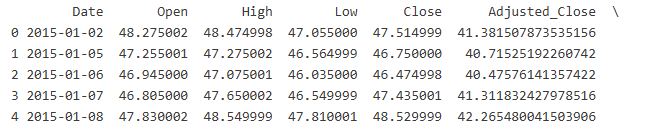 Date Open High Low Close Adjusted_Close \
0 2015-01-02 48.275002 48.474998 47.055000 47.514999 41.381507873535156
1 2015-01-05 47.255001 47.275002 46.564999 46.750000 40.71525192260742
2 2015-01-06 46.945000 47.075001 46.035000 46.474998 40.47576141357422
3 2015-01-07 46.805000 47.650002 46.549999 47.435001 41.311832427978516
4 2015-01-08 47.830002 48.549999 47.810001 48.529999 42.265480041503906